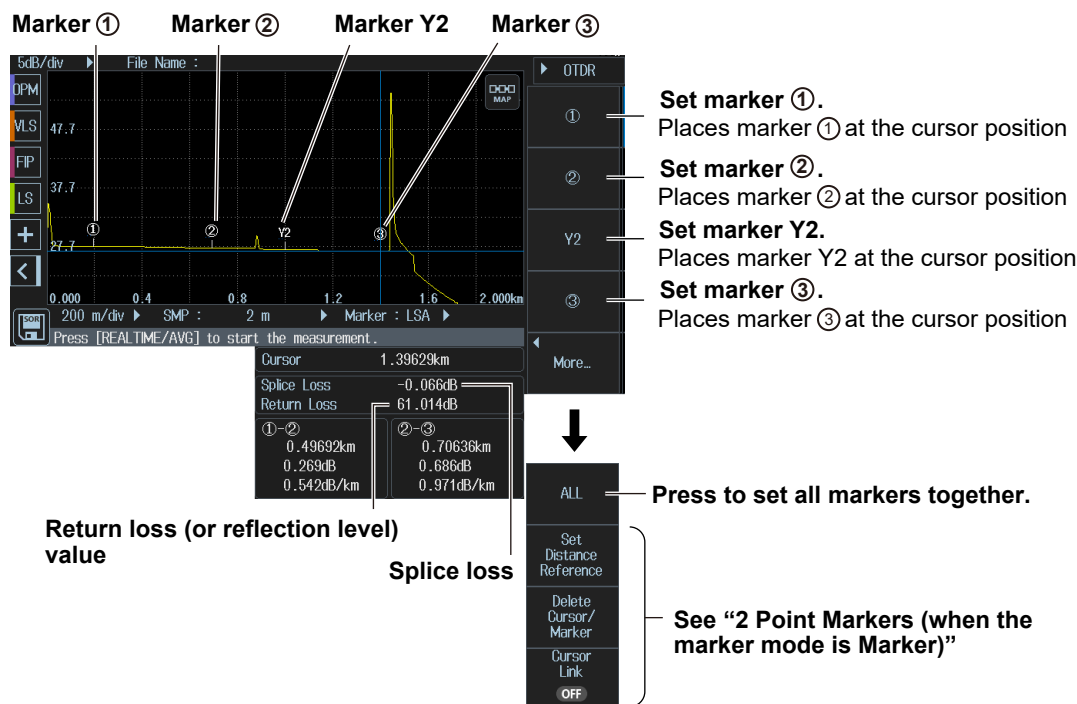 Marker ① Marker ② Marker Y2 Marker ③
5dB/div ▶ File Name :
▶ OTDR
OPM
VLS
FIP
LS
+
<
MAP
47.7
37.7
27.7
① ② Y2 ③
0.000 0.4 0.8 1.2 1.6 2.000km
SOR
200 m/div ▶ SMP : 2 m ▶ Marker : LSA ▶
Press [REALTIME/AVG] to start the measurement.
①
②
Y2
③
More…
Set marker ①.
Places marker ① at the cursor position
Set marker ②.
Places marker ② at the cursor position
Set marker Y2.
Places marker Y2 at the cursor position
Set marker ③.
Places marker ③ at the cursor position
Cursor 1.39629km
Splice Loss -0.066dB
Return Loss 61.014dB
①-②
0.49692km
0.269dB
0.542dB/km
②-③
0.70636km
0.686dB
0.971dB/km
Return loss (or reflection level)
value
Splice loss
ALL
Set
Distance
Reference
Delete
Cursor/
Marker
Cursor
Link
OFF
Press to set all markers together.
See “2 Point Markers (when the
marker mode is Marker)”